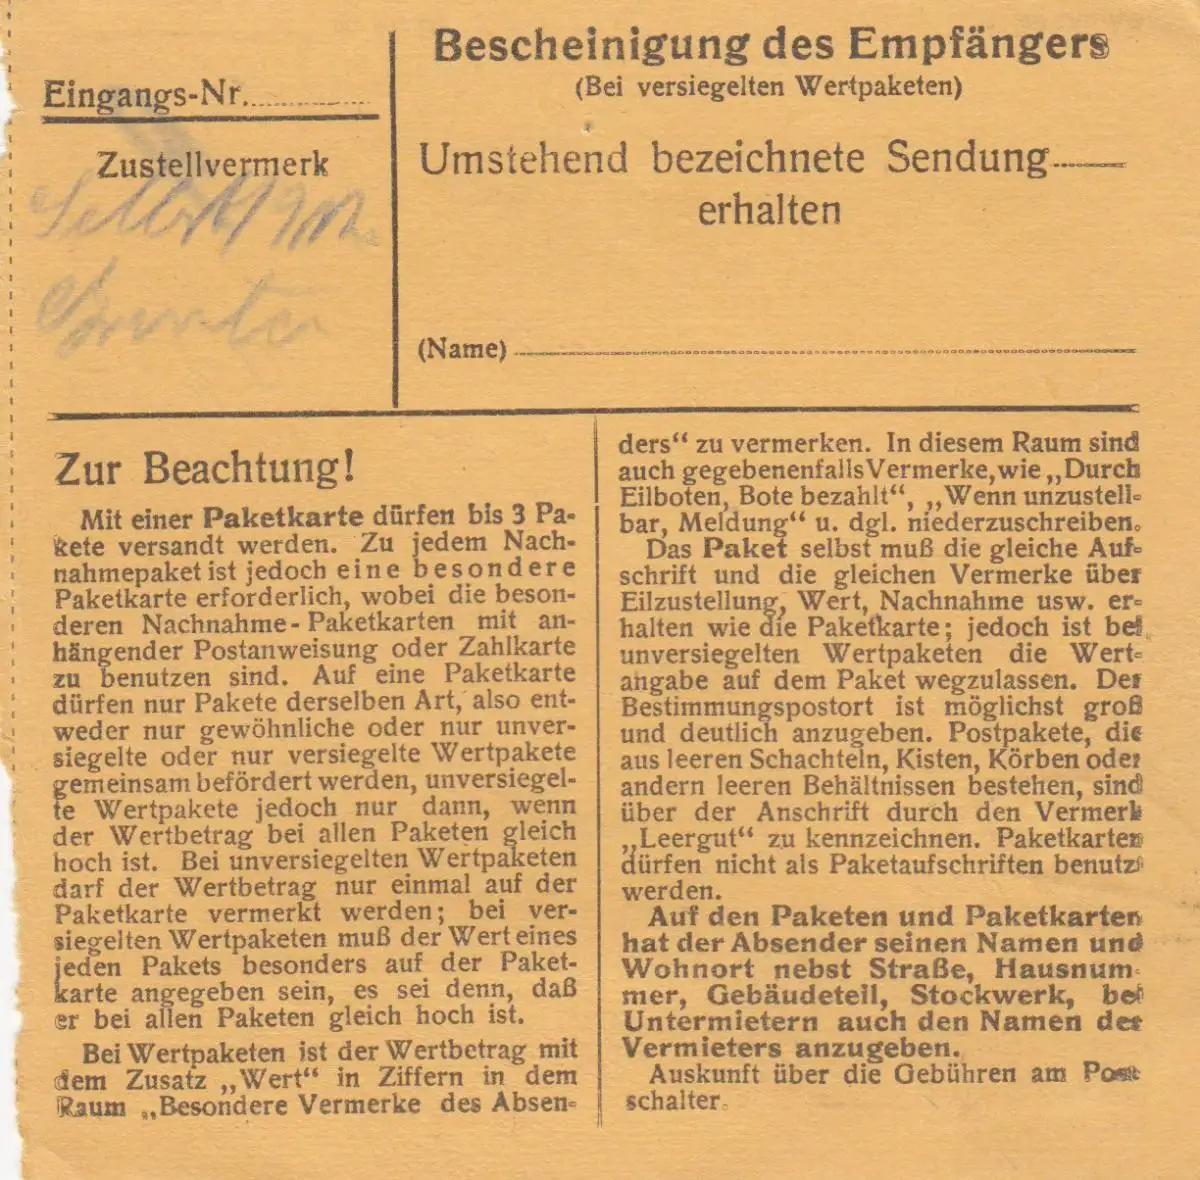 Eingangs-Nr.
Zustellvermerk
Bescheinigung des Empfängers
(Bei versiegelten Wertpaketen)
Umstehend bezeichnete Sendung
erhalten
(Name)
Zur Beachtung!
Mit einer Paketkarte dürfen bis 3 Pa-
kete versandt werden. Zu jedem Nach-
nahmepaket ist jedoch eine besondere
Paketkarte erforderlich, wobei die beson-
deren Nachnahme-Paketkarten mit an-
hängender Postanweisung oder Zahlkarte
zu benutzen sind. Auf eine Paketkarte
dürfen nur Pakete derselben Art, also ent-
weder nur gewöhnliche oder nur unver-
siegelte oder nur versiegelte Wertpakete
gemeinsam befördert werden, unversiegel-
te Wertpakete jedoch nur dann, wenn
der Wertbetrag bei allen Paketen gleich
hoch ist. Bei unversiegelten Wertpaketen
darf der Wertbetrag nur einmal auf der
Paketkarte vermerkt werden; bei ver-
siegelten Wertpaketen muß der Wert eines
jeden Pakets besonders auf der Paket-
karte angegeben sein, es sei denn, daß
er bei allen Paketen gleich hoch ist.
Bei Wertpaketen ist der Wertbetrag mit
dem Zusatz „Wert“ in Ziffern in dem
Raum „Besondere Vermerke des Absen-
ders“ zu vermerken. In diesem Raum sind
auch gegebenenfalls Vermerke, wie „Durch
Eilboten, Bote bezahlt“, „Wenn unzustell-
bar, Meldung“ u. dgl. niederzuschreiben.
Das Paket selbst muß die gleiche Auf-
schrift und die gleichen Vermerke über
Eilzustellung, Wert, Nachnahme usw. er-
halten wie die Paketkarte; jedoch ist bei
unversiegelten Wertpaketen die Wert-
angabe auf dem Paket wegzulassen. Der
Bestimmungspostort ist möglichst groß
und deutlich anzugeben. Postpakete, die
aus leeren Schachteln, Kisten, Körben oder
andern leeren Behältnissen bestehen, sind
über der Anschrift durch den Vermerk
„Leergut“ zu kennzeichnen. Paketkarten
dürfen nicht als Paketaufschriften benutzt
werden.
Auf den Paketen und Paketkarten
hat der Absender seinen Namen und
Wohnort nebst Straße, Hausnum-
mer, Gebäudeteil, Stockwerk, bei
Untermietern auch den Namen des
Vermieters anzugeben.
Auskunft über die Gebühren am Post-
schalter.